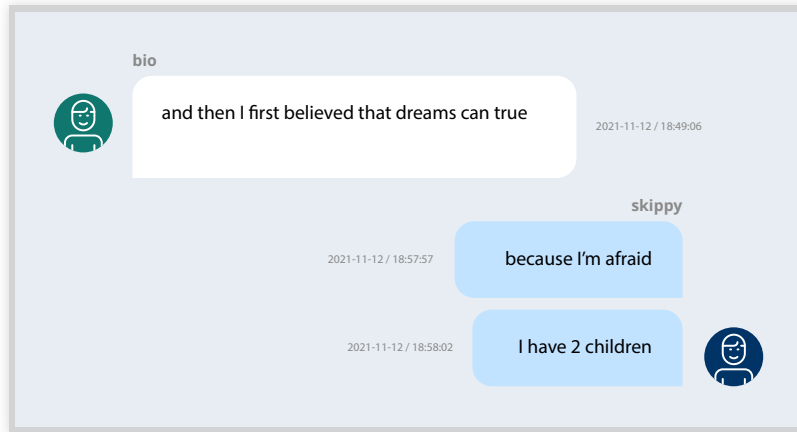 bio
and then I first believed that dreams can true
2021-11-12 / 18:49:06
skippy
2021-11-12 / 18:57:57
because I’m afraid
2021-11-12 / 18:58:02
I have 2 children